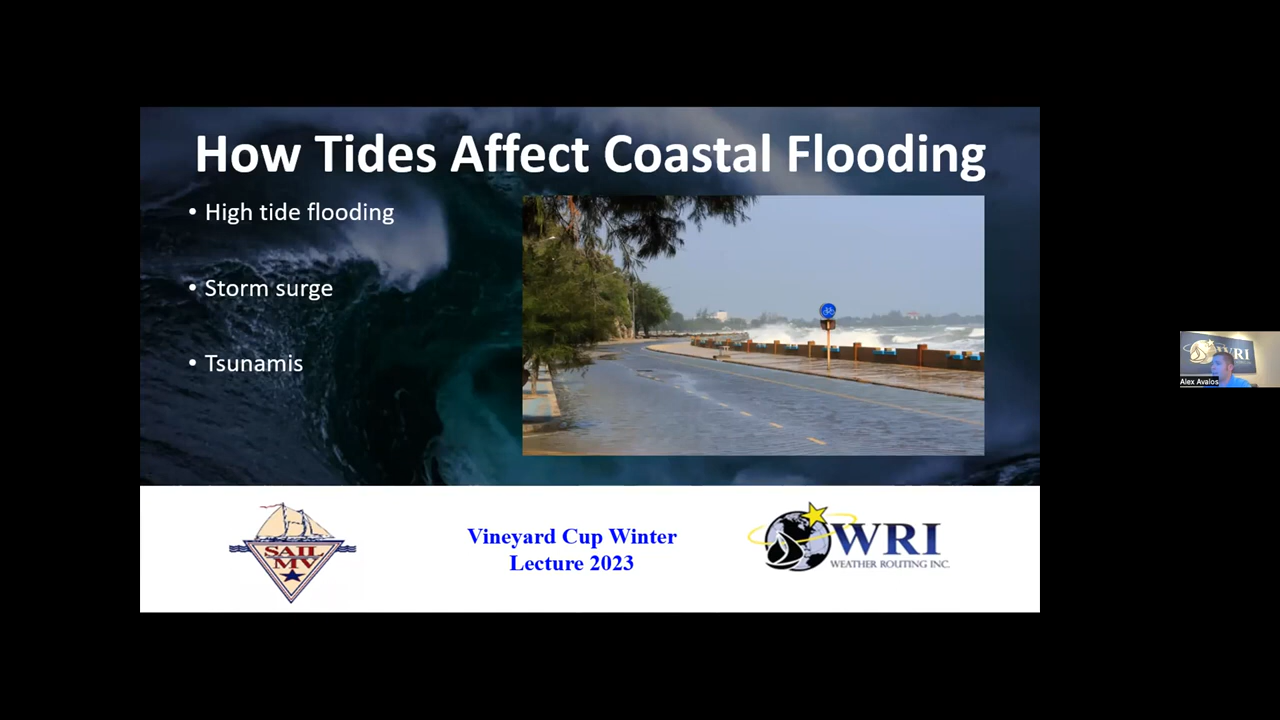 How Tides Affect Coastal Flooding
• High tide flooding
• Storm surge
• Tsunamis
SAIL
MV
Vineyard Cup Winter
Lecture 2023
WRI
WEATHER ROUTING INC.
WRI
Alex Avalos